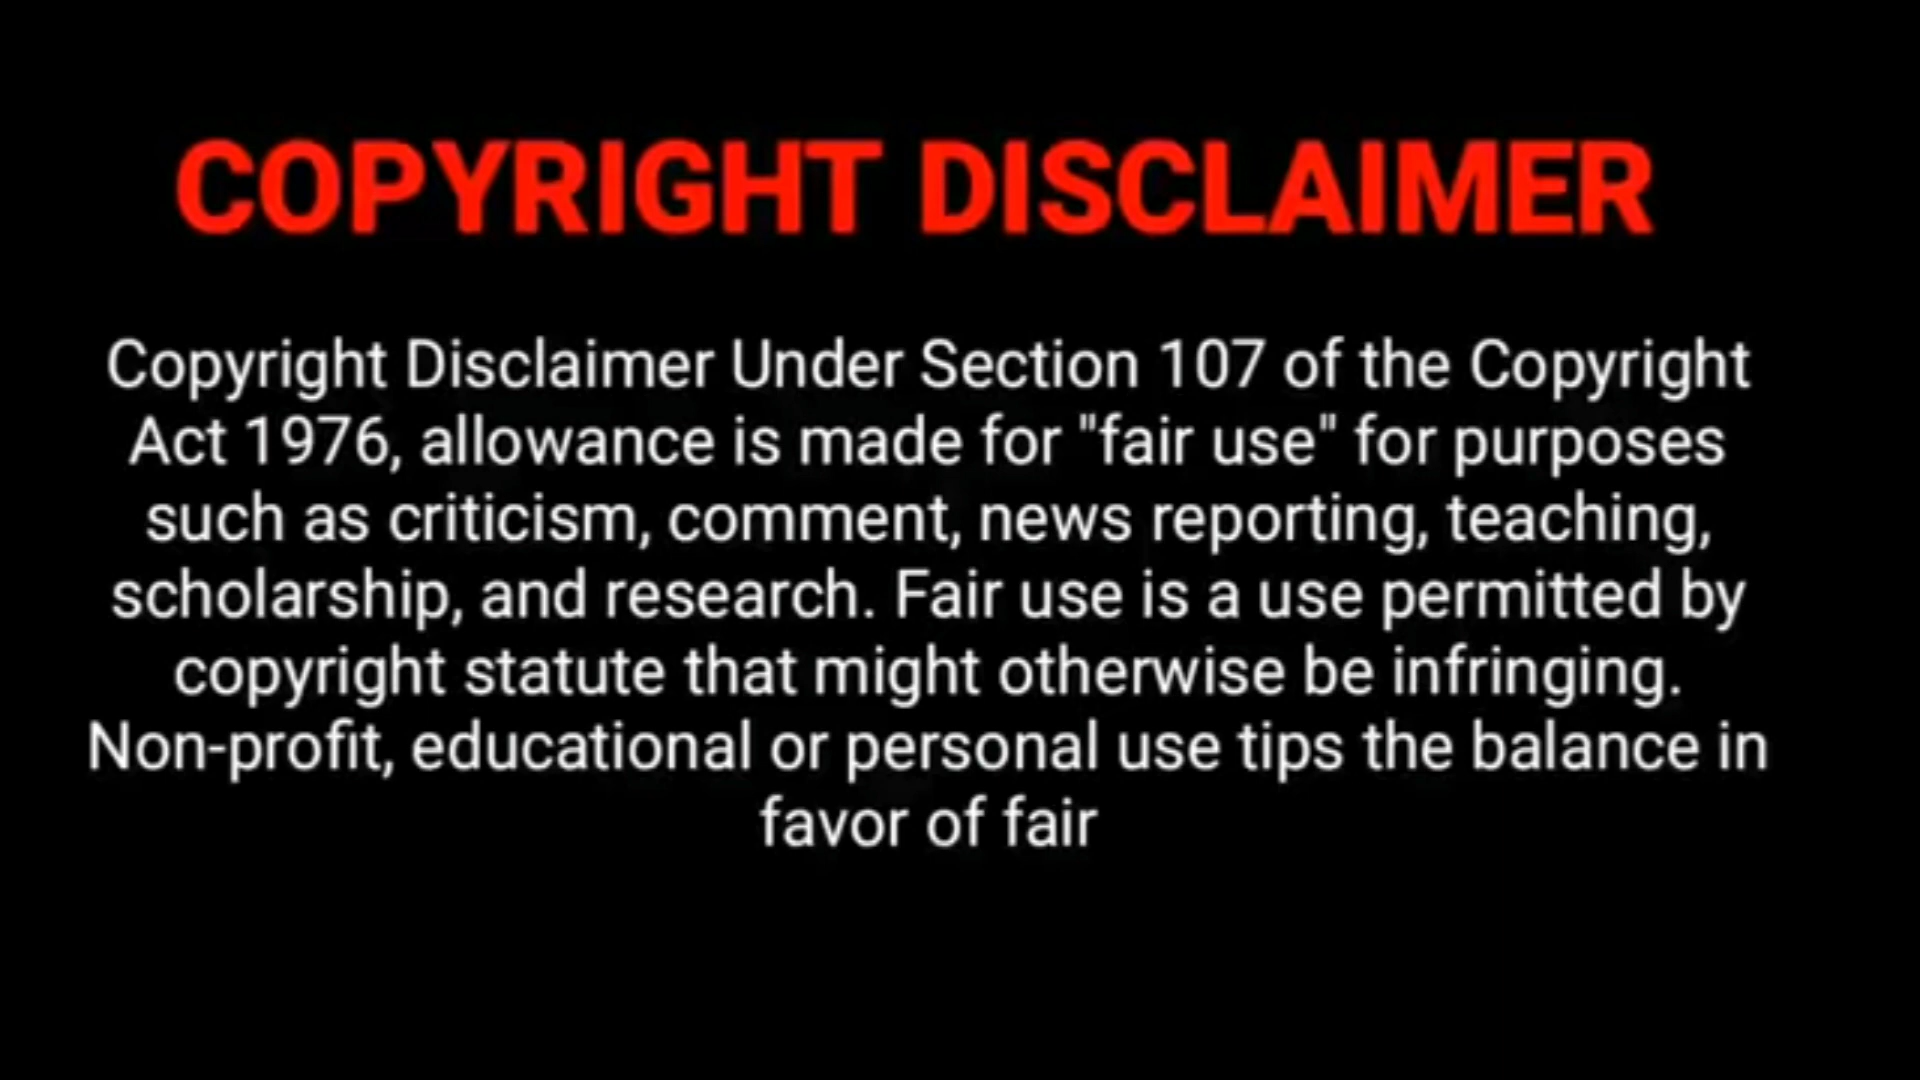 COPYRIGHT DISCLAIMER
Copyright Disclaimer Under Section 107 of the Copyright
Act 1976, allowance is made for "fair use" for purposes
such as criticism, comment, news reporting, teaching,
scholarship, and research. Fair use is a use permitted by
copyright statute that might otherwise be infringing.
Non-profit, educational or personal use tips the balance in
favor of fair